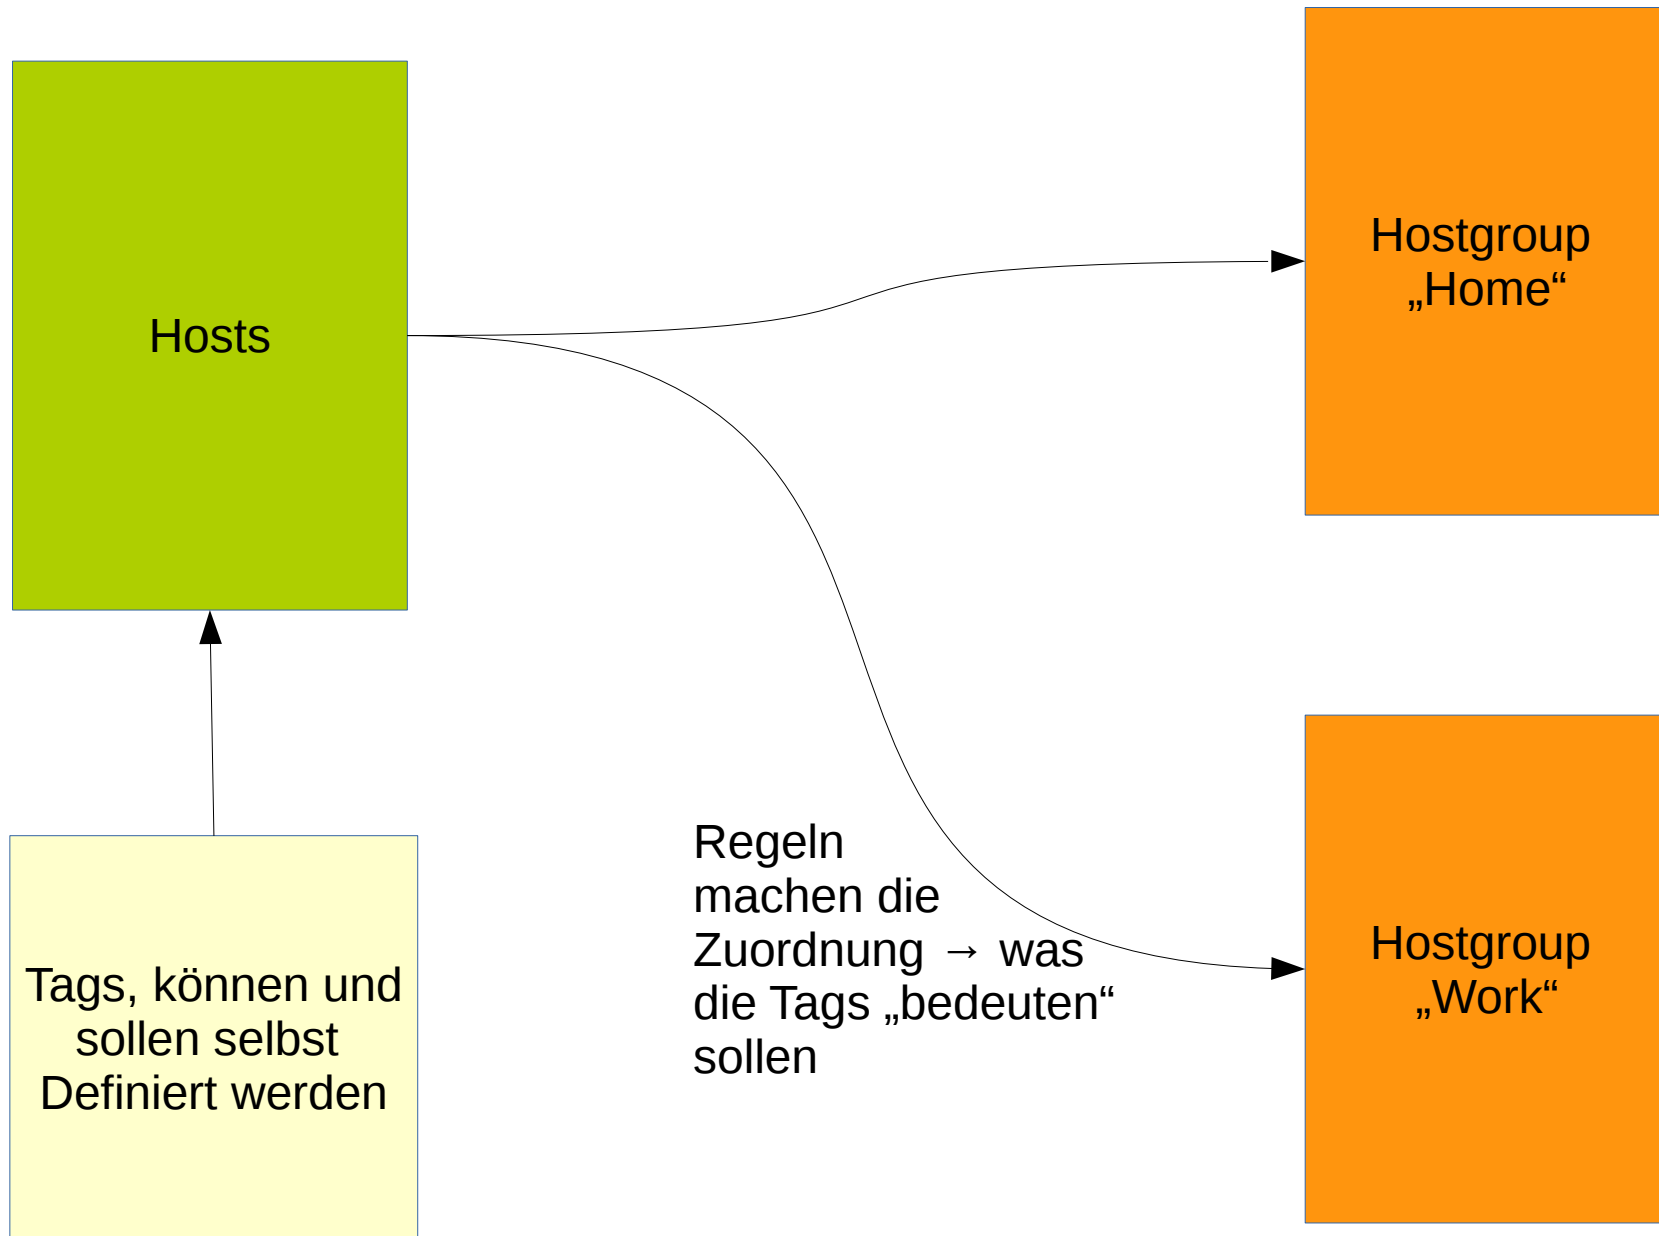 Hosts
Hostgroup
„Home“
Tags, können und
sollen selbst
Definiert werden
Regeln
machen die
Zuordnung → was
die Tags „bedeuten“
sollen
Hostgroup
„Work“